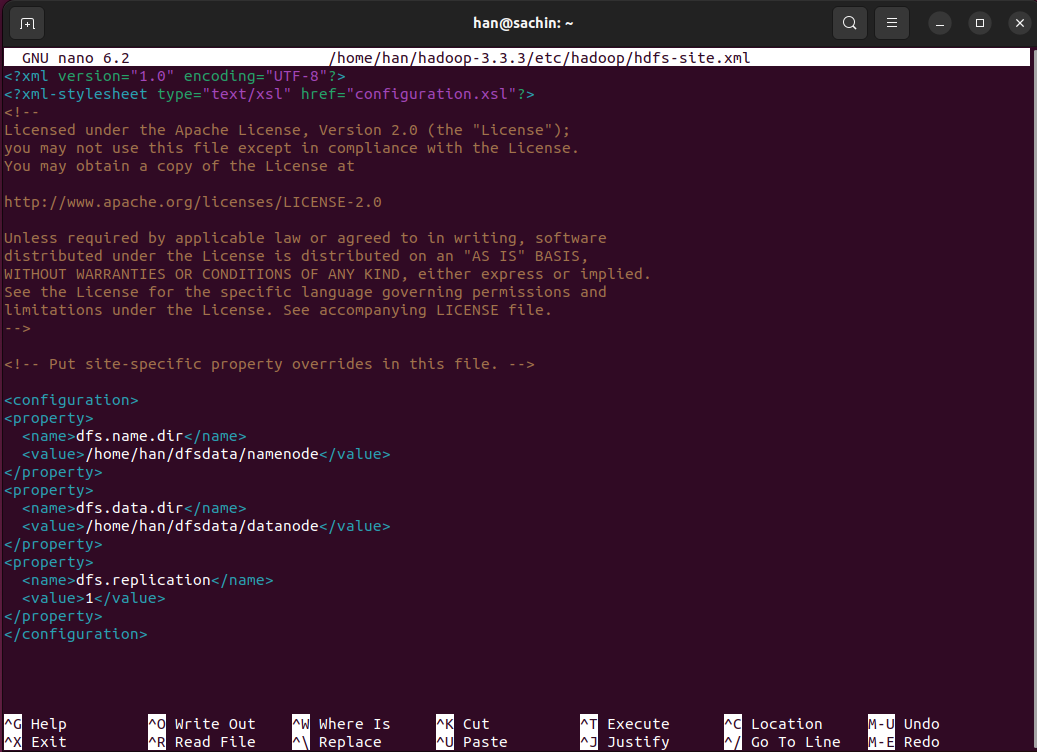 han@sachin: ~
GNU nano 6.2 /home/han/hadoop-3.3.3/etc/hadoop/hdfs-site.xml
<?xml version="1.0" encoding="UTF-8"?>
<?xml-stylesheet type="text/xsl" href="configuration.xsl"?>
<!--
Licensed under the Apache License, Version 2.0 (the "License");
you may not use this file except in compliance with the License.
You may obtain a copy of the License at
http://www.apache.org/licenses/LICENSE-2.0
Unless required by applicable law or agreed to in writing, software
distributed under the License is distributed on an "AS IS" BASIS,
WITHOUT WARRANTIES OR CONDITIONS OF ANY KIND, either express or implied.
See the License for the specific language governing permissions and
limitations under the License. See accompanying LICENSE file.
-->
<!-- Put site-specific property overrides in this file. -->
<configuration>
<property>
  <name>dfs.name.dir</name>
  <value>/home/han/dfsdata/namenode</value>
</property>
<property>
  <name>dfs.data.dir</name>
  <value>/home/han/dfsdata/datanode</value>
</property>
<property>
  <name>dfs.replication</name>
  <value>1</value>
</property>
</configuration>
^G Help ^O Write Out ^W Where Is ^K Cut ^T Execute ^C Location M-U Undo
^X Exit ^R Read File ^\ Replace ^U Paste ^J Justify ^/ Go To Line M-E Redo